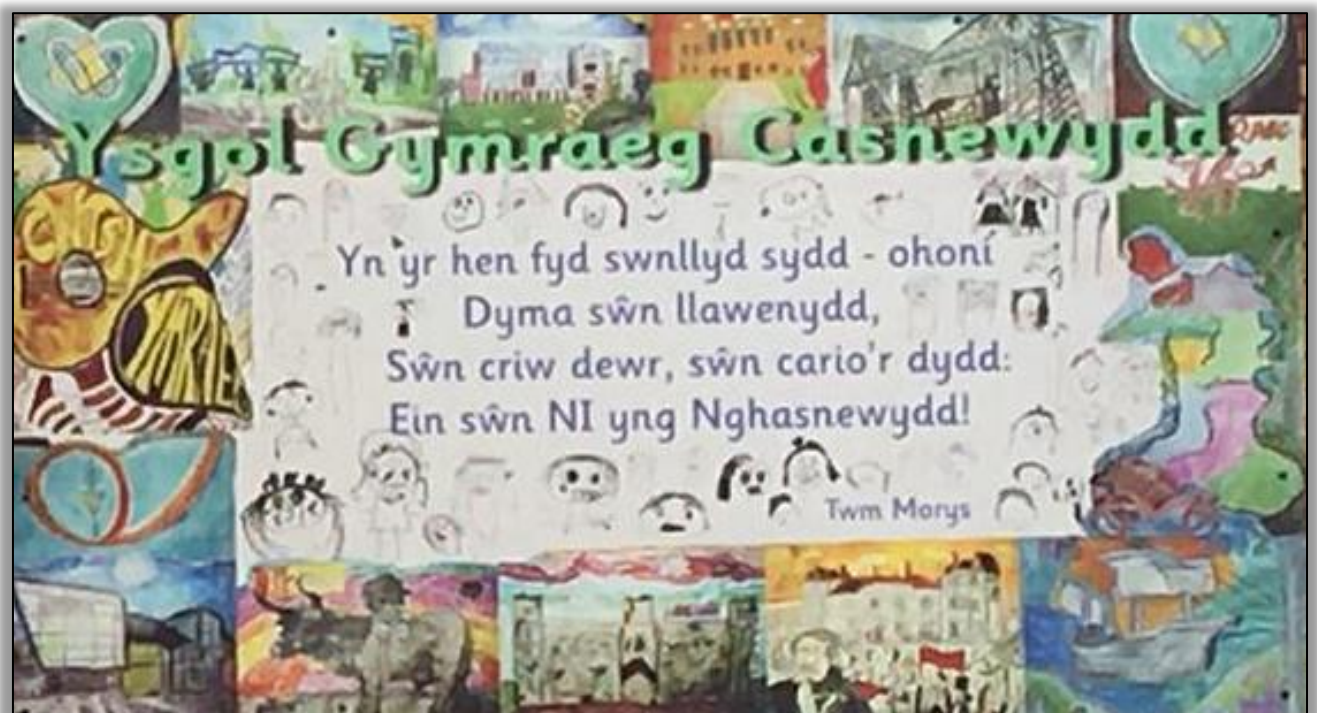 Ysgol Gymraeg Casnewydd
Yn yr hen fyd swnllyd sydd - ohoni
Dyma sŵn llawenydd,
Sŵn criw dewr, sŵn cario'r dydd:
Ein sŵn NI yng Nghasnewydd!
Twm Morys